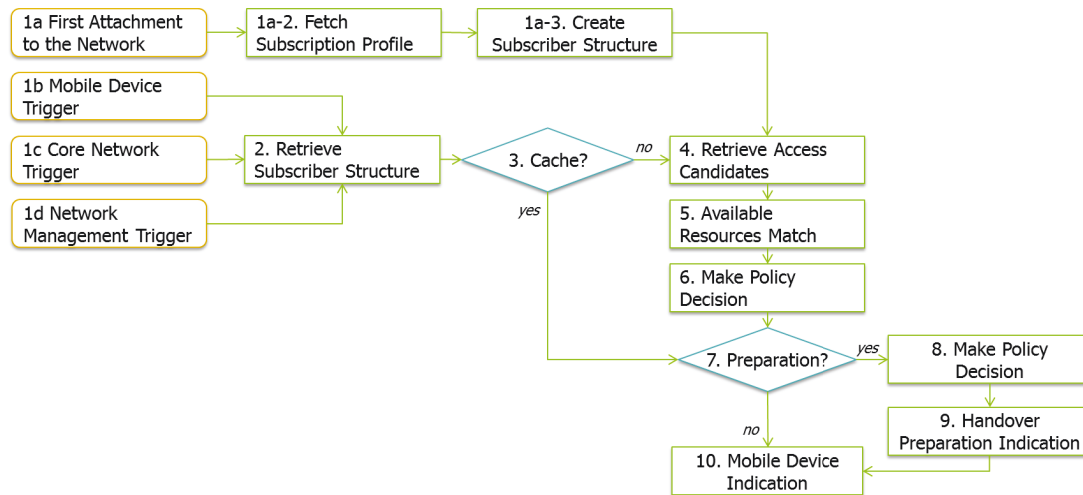 1a First Attachment
to the Network
1a-2. Fetch
Subscription Profile
1a-3. Create
Subscriber Structure
1b Mobile Device
Trigger
1c Core Network
Trigger
1d Network
Management Trigger
2. Retrieve
Subscriber Structure
3. Cache?
no
yes
4. Retrieve Access
Candidates
5. Available
Resources Match
6. Make Policy
Decision
7. Preparation?
yes
no
8. Make Policy
Decision
9. Handover
Preparation Indication
10. Mobile Device
Indication